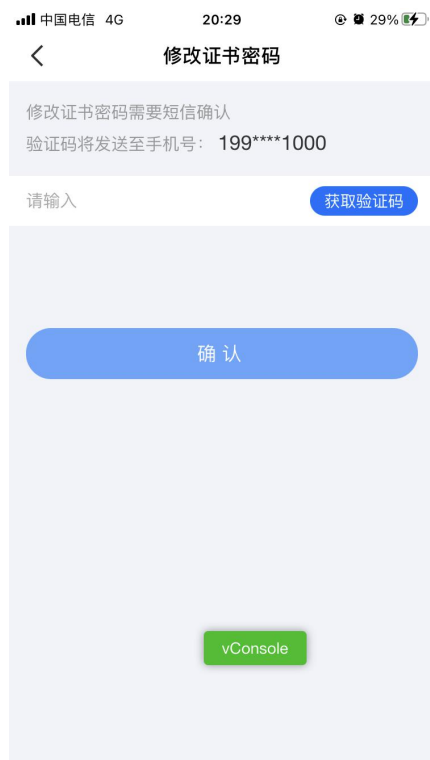 中国电信 4G 20:29 29%
修改证书密码
修改证书密码需要短信确认
验证码将发送至手机号： 199****1000
请输入 获取验证码
确认
vConsole